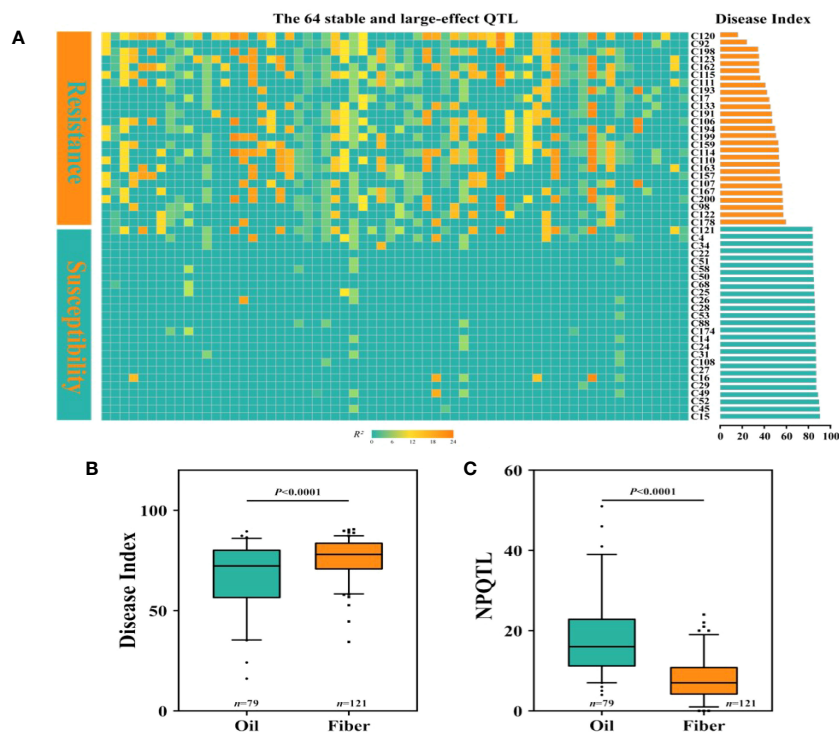 A
The 64 stable and large-effect QTL
Disease Index
Resistance
Susceptibility
C120
C92
C198
C123
C162
C115
C111
C193
C17
C133
C191
C106
C194
C199
C159
C114
C110
C163
C157
C107
C167
C200
C98
C122
C178
C121
C4
C34
C22
C51
C58
C50
C68
C25
C26
C28
C53
C88
C174
C14
C24
C31
C108
C27
C16
C29
C49
C52
C45
C15
0 20 40 60 80 100
R²
0 6 12 18 24
B
Disease Index
100
50
0
P<0.0001
n=79 n=121
Oil Fiber
C
NPQTL
60
40
20
0
P<0.0001
n=79 n=121
Oil Fiber